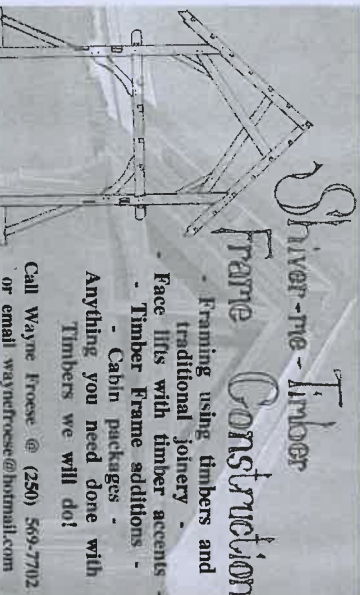 Shiver-me-Timber
Frame Construction
- Framing using timbers and
traditional joinery -
- Face lifts with timber accents -
- Timber Frame additions -
- Cabin packages -
Anything you need done with
Timbers we will do!
Call Wayne Froese @ (250) 569-7702
or email waynefroese@hotmail.com